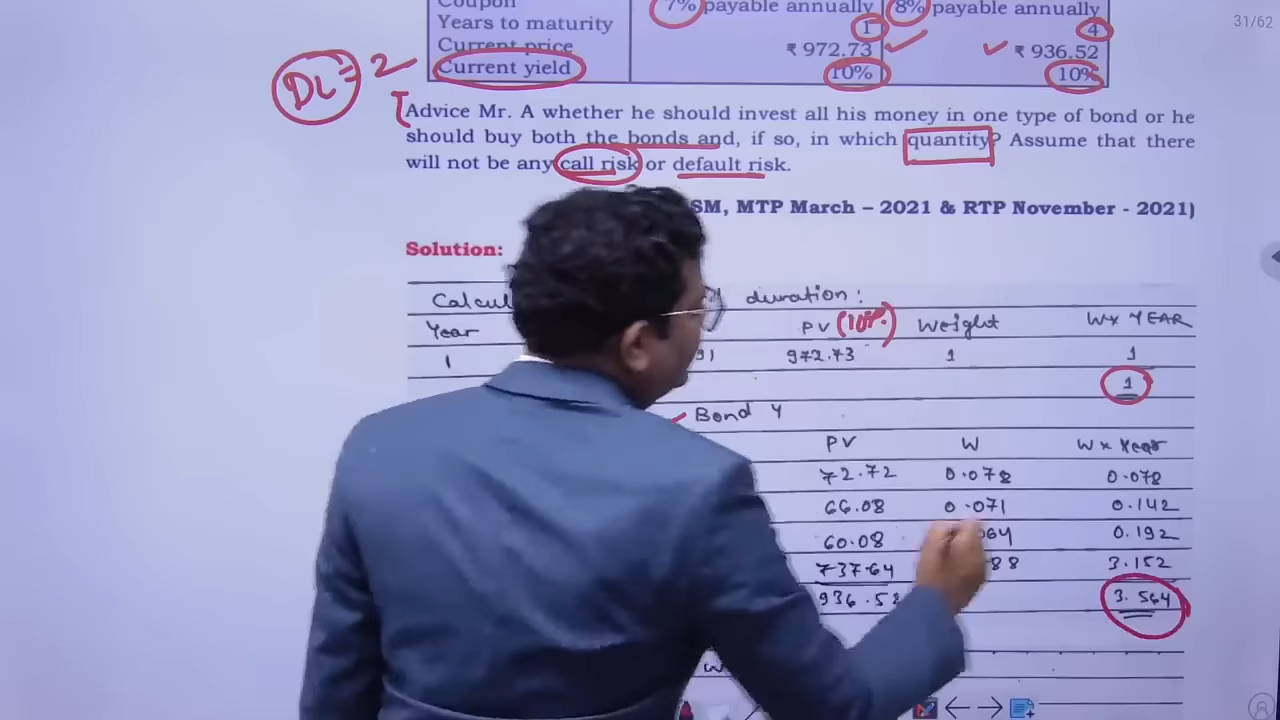 Coupon 7% payable annually 8% payable annually
Years to maturity 1 4
Current price ₹ 972.73 ₹ 936.52
Current yield 10% 10%
DL = 2
Advice Mr. A whether he should invest all his money in one type of bond or he
should buy both the bonds and, if so, in which quantity? Assume that there
will not be any call risk or default risk.
SM, MTP March – 2021 & RTP November - 2021)
Solution:
duration:
Year PV (10%) Weight W× YEAR
1 972.73 1 1
1
Bond Y
PV W W× Year
72.72 0.078 0.078
66.08 0.071 0.142
60.08 064 0.192
737.64 88 3.152
936.52 3.564
31/62